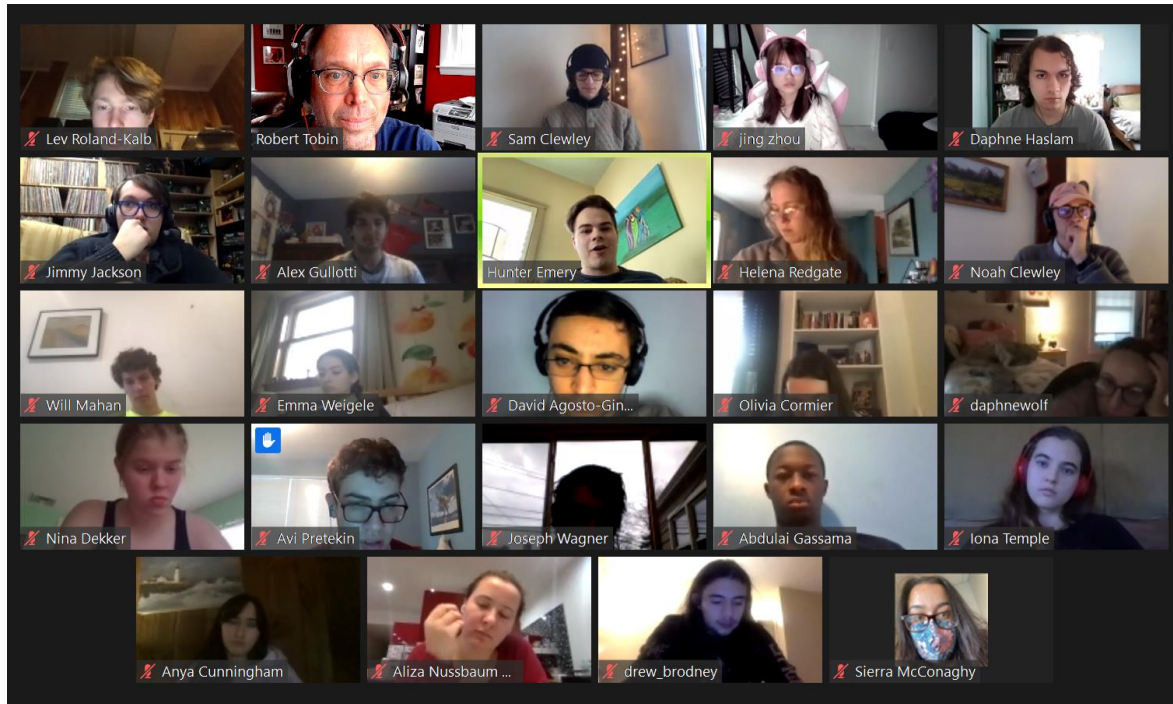 Lev Roland-Kalb
Robert Tobin
Sam Clewley
jing zhou
Daphne Haslam
Jimmy Jackson
Alex Gullotti
Hunter Emery
Helena Redgate
Noah Clewley
Will Mahan
Emma Weigele
David Agosto-Gin...
Olivia Cormier
daphnewolf
Nina Dekker
Avi Pretekin
Joseph Wagner
Abdulai Gassama
Iona Temple
Anya Cunningham
Aliza Nussbaum ...
drew_brodney
Sierra McConaghy